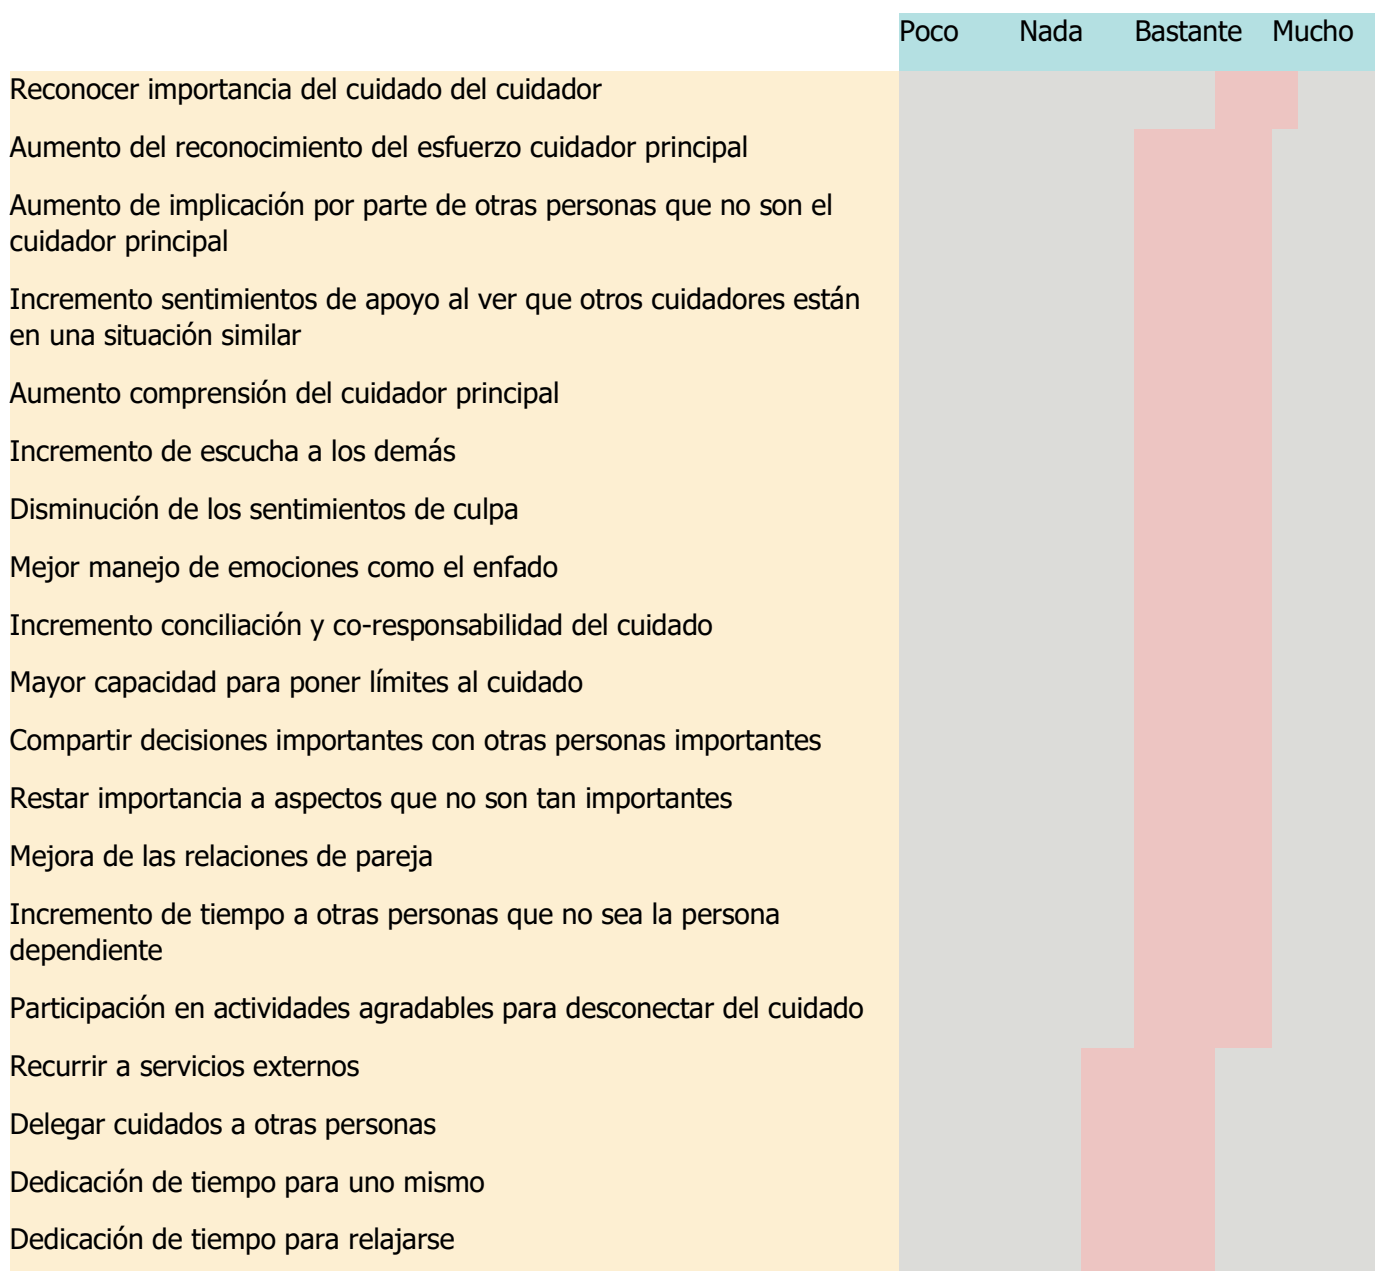 Poco Nada Bastante Mucho
Reconocer importancia del cuidado del cuidador
Aumento del reconocimiento del esfuerzo cuidador principal
Aumento de implicación por parte de otras personas que no son el
cuidador principal
Incremento sentimientos de apoyo al ver que otros cuidadores están
en una situación similar
Aumento comprensión del cuidador principal
Incremento de escucha a los demás
Disminución de los sentimientos de culpa
Mejor manejo de emociones como el enfado
Incremento conciliación y co-responsabilidad del cuidado
Mayor capacidad para poner límites al cuidado
Compartir decisiones importantes con otras personas importantes
Restar importancia a aspectos que no son tan importantes
Mejora de las relaciones de pareja
Incremento de tiempo a otras personas que no sea la persona
dependiente
Participación en actividades agradables para desconectar del cuidado
Recurrir a servicios externos
Delegar cuidados a otras personas
Dedicación de tiempo para uno mismo
Dedicación de tiempo para relajarse